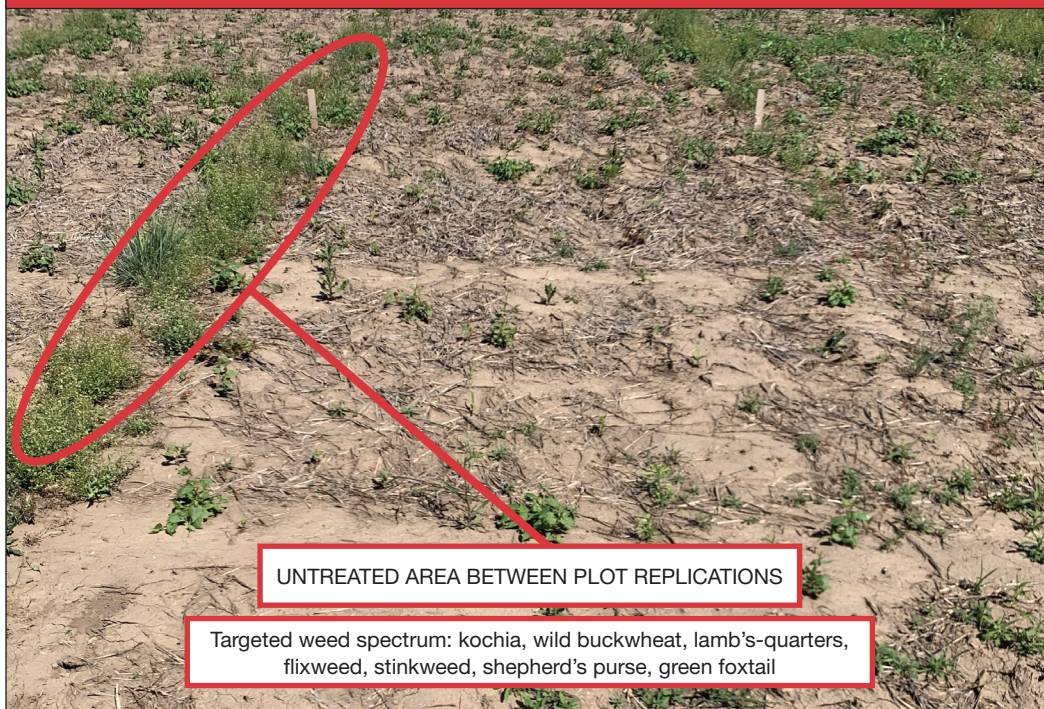 UNTREATED AREA BETWEEN PLOT REPLICATIONS
Targeted weed spectrum: kochia, wild buckwheat, lamb's-quarters,
flixweed, stinkweed, shepherd's purse, green foxtail